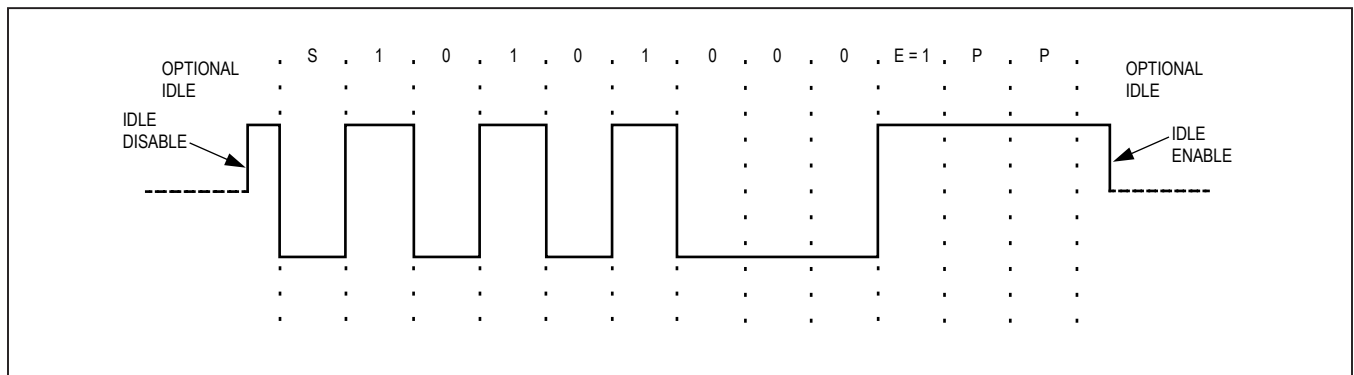 S 1 0 1 0 1 0 0 0 E = 1 P P
OPTIONAL
IDLE
OPTIONAL
IDLE
IDLE
DISABLE
IDLE
ENABLE